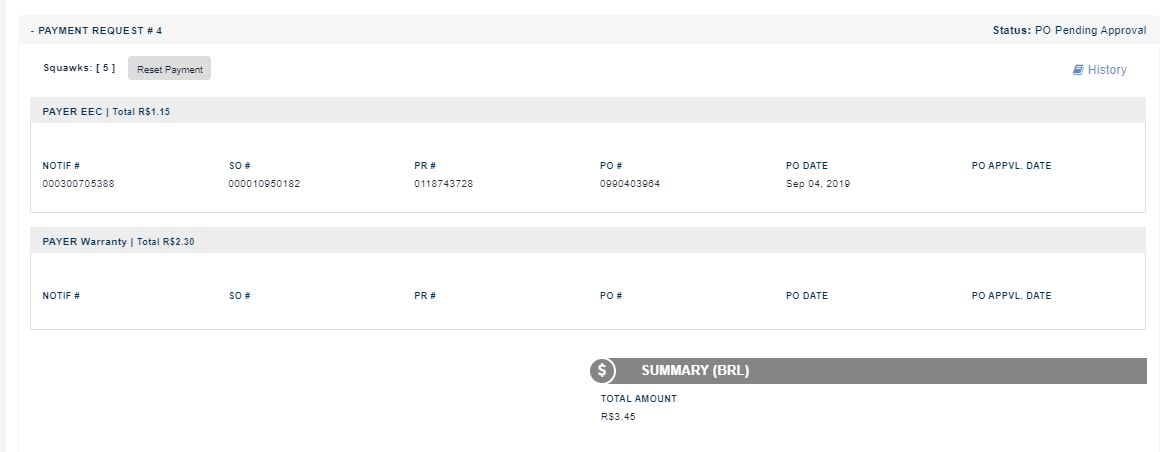 - PAYMENT REQUEST # 4 Status: PO Pending Approval
Squawks: [ 5 ] Reset Payment History
PAYER EEC | Total R$1.15
NOTIF # SO # PR # PO # PO DATE PO APPVL. DATE
000300705388 000010950182 0118743728 0990403964 Sep 04, 2019
PAYER Warranty | Total R$2.30
NOTIF # SO # PR # PO # PO DATE PO APPVL. DATE
$ SUMMARY (BRL)
TOTAL AMOUNT
R$3.45